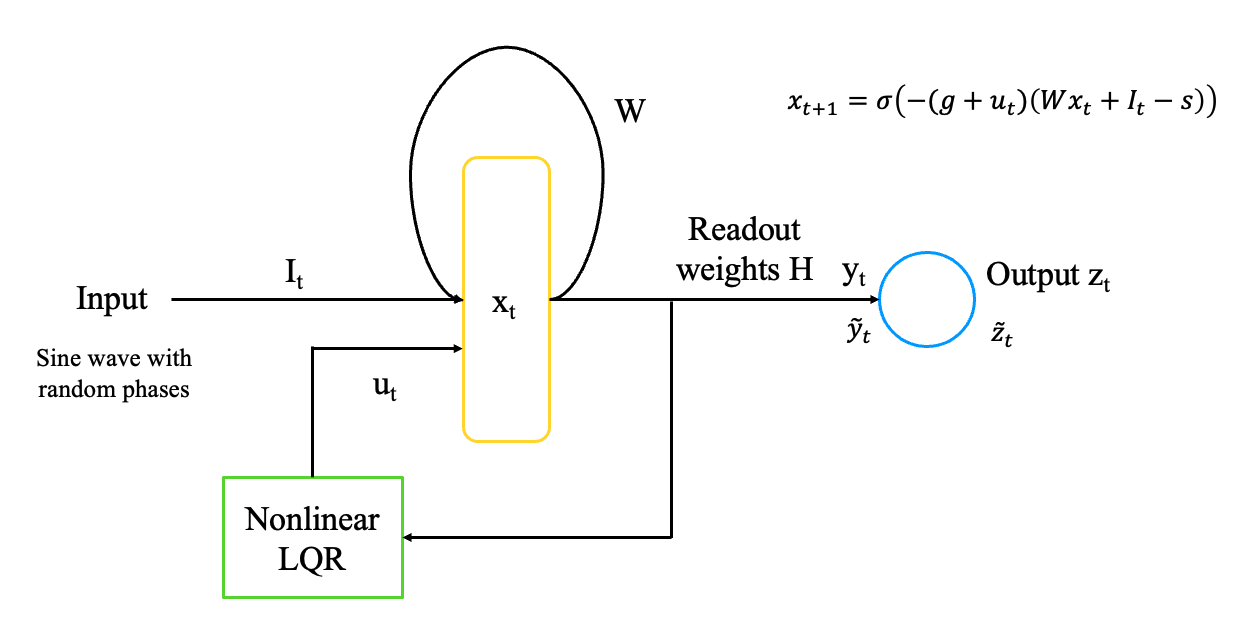 W
x_{t+1} = σ(−(g + u_t)(Wx_t + I_t − s))
Readout
weights H
I_t
y_t
Output z_t
Input
x_t
ỹ_t
z̃_t
Sine wave with
random phases
u_t
Nonlinear
LQR